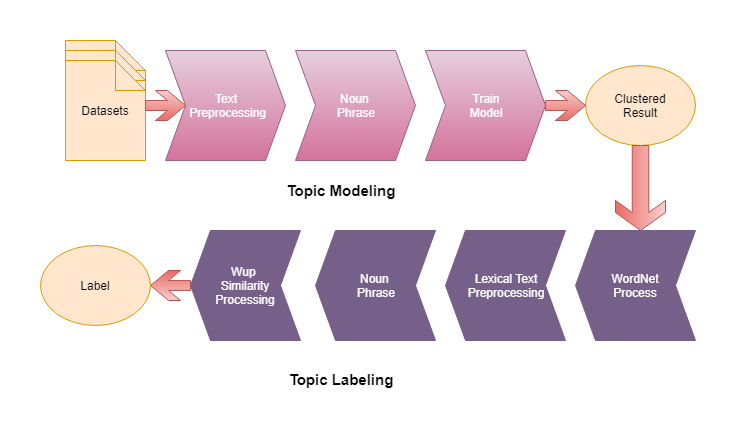 Datasets
Text
Preprocessing
Noun
Phrase
Train
Model
Clustered
Result
Topic Modeling
WordNet
Process
Lexical Text
Preprocessing
Noun
Phrase
Wup
Similarity
Processing
Label
Topic Labeling